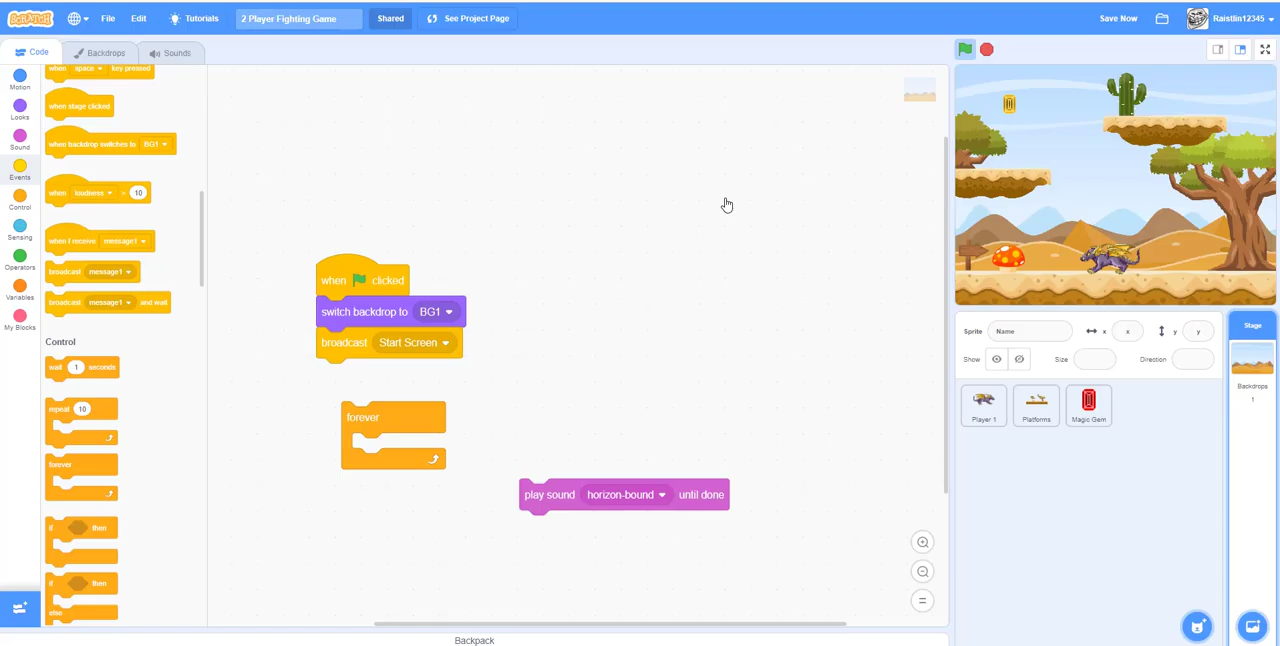 SCRATCH File Edit Tutorials 2 Player Fighting Game Shared See Project Page Save Now Raistlin12345
Code Backdrops Sounds
Motion
Looks
Sound
Events
Control
Sensing
Operators
Variables
My Blocks
when space key pressed
when stage clicked
when backdrop switches to BG1
when loudness > 10
when I receive message1
broadcast message1
broadcast message1 and wait
Control
wait 1 seconds
repeat 10
forever
if then
if then
else
when clicked
switch backdrop to BG1
broadcast Start Screen
forever
play sound horizon-bound until done
Backpack
Sprite Name x x y y
Show Size Direction
Player 1 Platforms Magic Gem
Stage
Backdrops
1